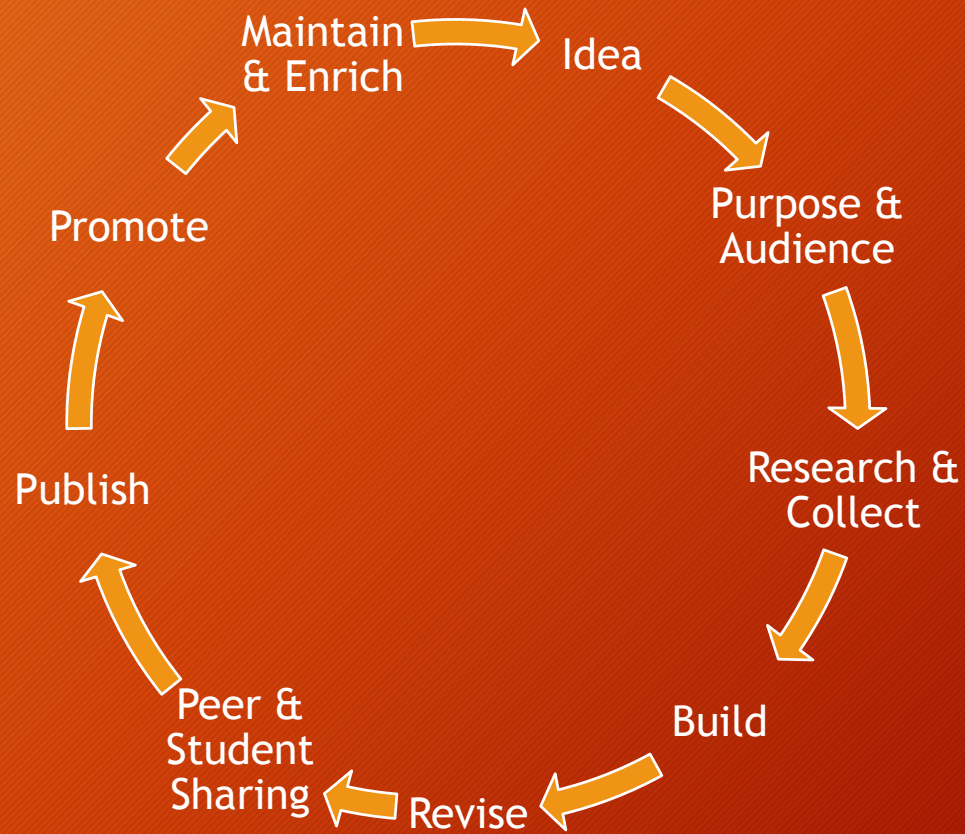 Maintain
& Enrich
Idea
Purpose &
Audience
Research &
Collect
Build
Revise
Peer &
Student
Sharing
Publish
Promote